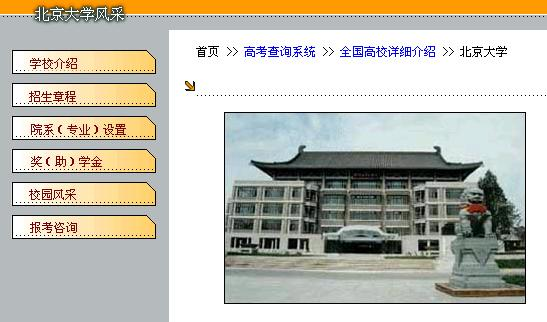 北京大学风采
首页 >> 高考查询系统 >> 全国高校详细介绍 >> 北京大学
学校介绍
招生章程
院系（专业）设置
奖（助）学金
校园风采
报考咨询